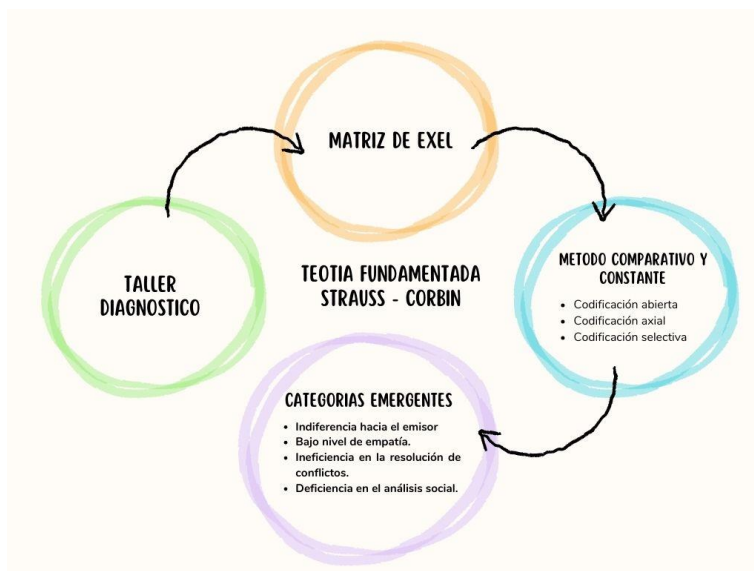 MATRIZ DE EXEL
TALLER
DIAGNOSTICO
TEOTIA FUNDAMENTADA
STRAUSS - CORBIN
METODO COMPARATIVO Y
CONSTANTE
• Codificación abierta
• Codificación axial
• Codificación selectiva
CATEGORIAS EMERGENTES
• Indiferencia hacia el emisor
• Bajo nivel de empatía.
• Ineficiencia en la resolución de
conflictos.
• Deficiencia en el análisis social.